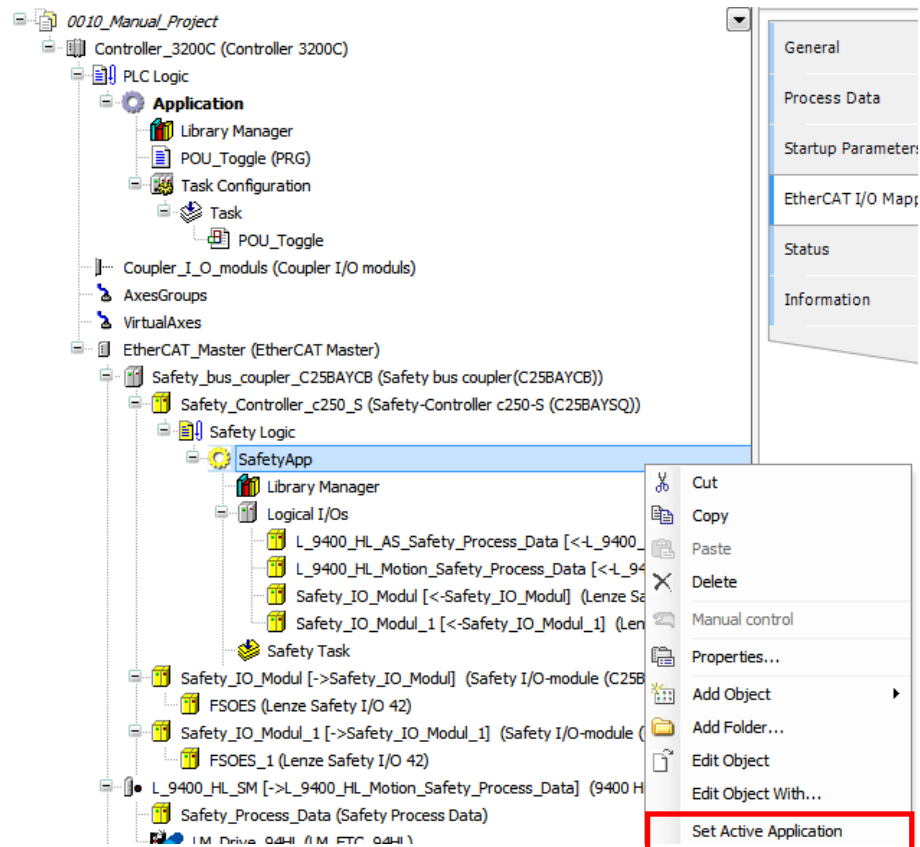 0010_Manual_Project
Controller_3200C (Controller 3200C)
PLC Logic
Application
Library Manager
POU_Toggle (PRG)
Task Configuration
Task
POU_Toggle
Coupler_I_O_moduls (Coupler I/O moduls)
AxesGroups
VirtualAxes
EtherCAT_Master (EtherCAT Master)
Safety_bus_coupler_C25BAYCB (Safety bus coupler(C25BAYCB))
Safety_Controller_c250_S (Safety-Controller c250-S (C25BAYSQ))
Safety Logic
SafetyApp
Library Manager
Logical I/Os
L_9400_HL_AS_Safety_Process_Data [<-L_9400_
L_9400_HL_Motion_Safety_Process_Data [<-L_94
Safety_IO_Modul [<-Safety_IO_Modul] (Lenze Sa
Safety_IO_Modul_1 [<-Safety_IO_Modul_1] (Len
Safety Task
Safety_IO_Modul [->Safety_IO_Modul] (Safety I/O-module (C25B
FSOES (Lenze Safety I/O 42)
Safety_IO_Modul_1 [->Safety_IO_Modul_1] (Safety I/O-module (
FSOES_1 (Lenze Safety I/O 42)
L_9400_HL_SM [->L_9400_HL_Motion_Safety_Process_Data] (9400 H
Safety_Process_Data (Safety Process Data)
LM_Drive_94HL (LM_ETC_94HL)
General
Process Data
Startup Parameters
EtherCAT I/O Mapp
Status
Information
Cut
Copy
Paste
Delete
Manual control
Properties...
Add Object
Add Folder...
Edit Object
Edit Object With...
Set Active Application